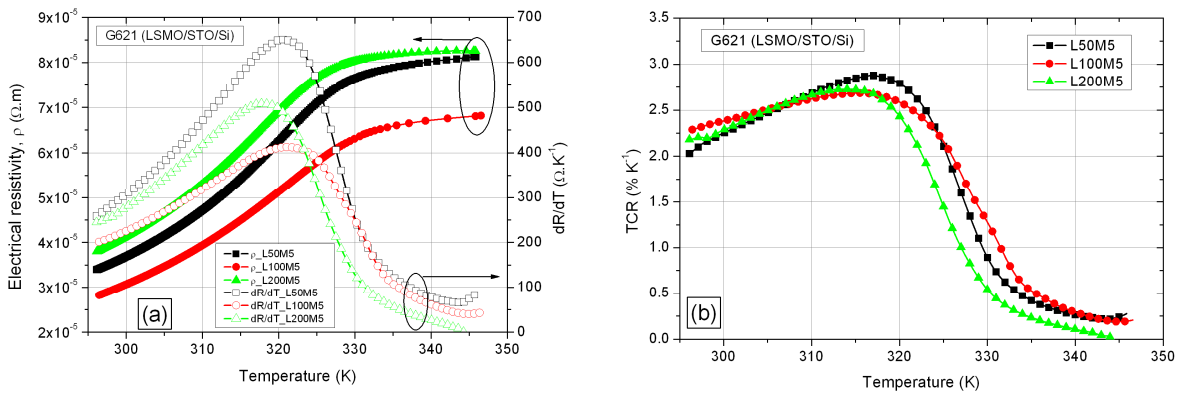 G621 (LSMO/STO/Si)
Electrical resistivity, ρ (Ω.m)
9x10⁻⁵
8x10⁻⁵
7x10⁻⁵
6x10⁻⁵
5x10⁻⁵
4x10⁻⁵
3x10⁻⁵
2x10⁻⁵
700
600
500
400
300
200
100
0
dR/dT (Ω.K⁻¹)
ρ_L50M5
ρ_L100M5
ρ_L200M5
dR/dT_L50M5
dR/dT_L100M5
dR/dT_L200M5
(a)
300 310 320 330 340 350
Temperature (K)
G621 (LSMO/STO/Si)
L50M5
L100M5
L200M5
TCR (% K⁻¹)
3.5
3.0
2.5
2.0
1.5
1.0
0.5
0.0
(b)
300 310 320 330 340 350
Temperature (K)